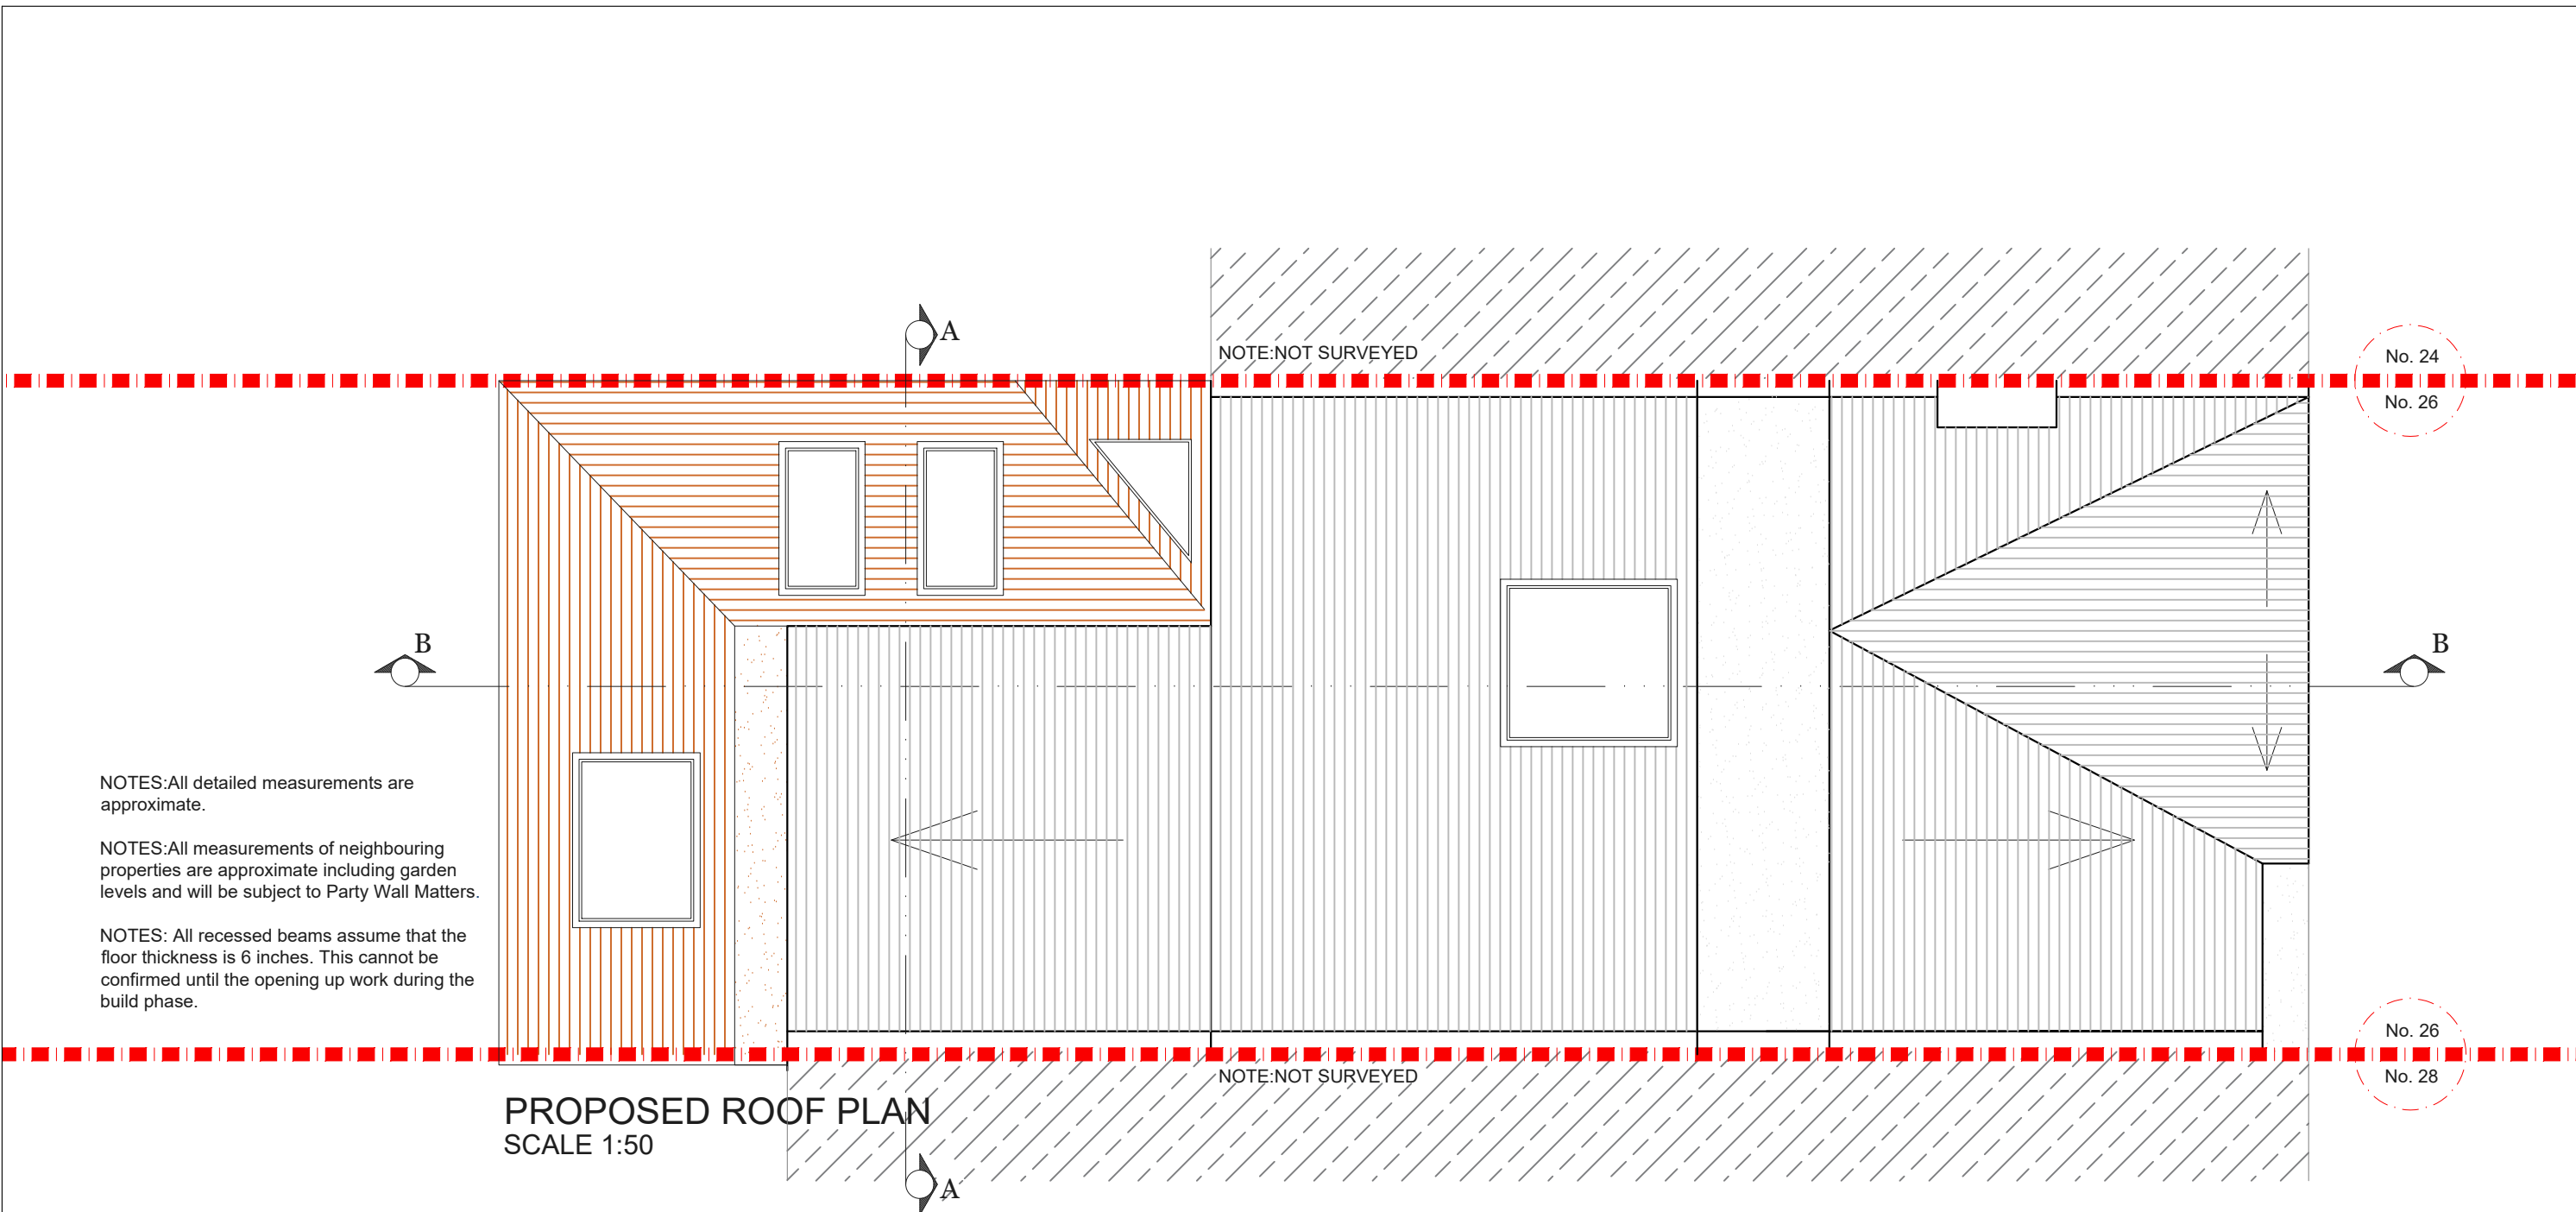 A
NOTE:NOT SURVEYED
No. 24
No. 26
B
B
NOTES:All detailed measurements are
approximate.
NOTES:All measurements of neighbouring
properties are approximate including garden
levels and will be subject to Party Wall Matters.
NOTES: All recessed beams assume that the
floor thickness is 6 inches. This cannot be
confirmed until the opening up work during the
build phase.
No. 26
No. 28
NOTE:NOT SURVEYED
PROPOSED ROOF PLAN
SCALE 1:50
A